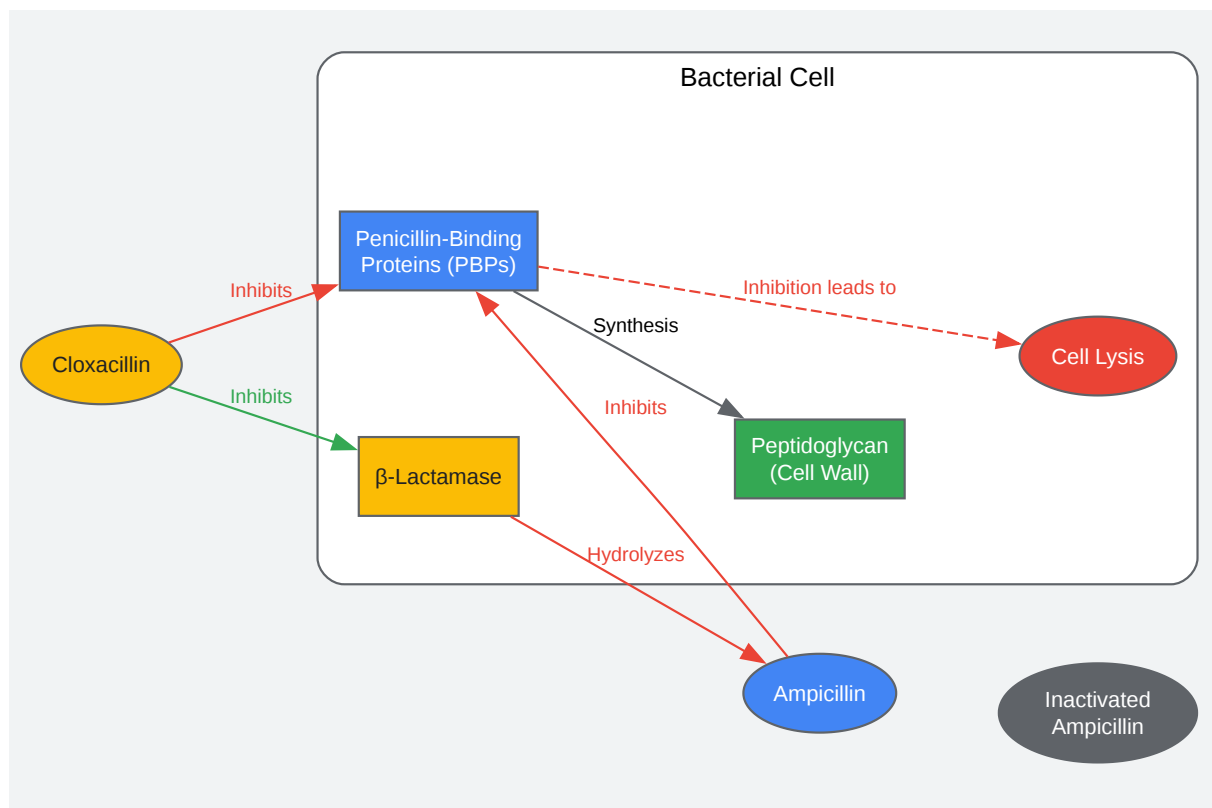 Bacterial Cell
Penicillin-Binding
Proteins (PBPs)
Inhibits
Inhibition leads to
Synthesis
Cloxacillin
Cell Lysis
Inhibits
Inhibits
Peptidoglycan
(Cell Wall)
β-Lactamase
Hydrolyzes
Ampicillin
Inactivated
Ampicillin